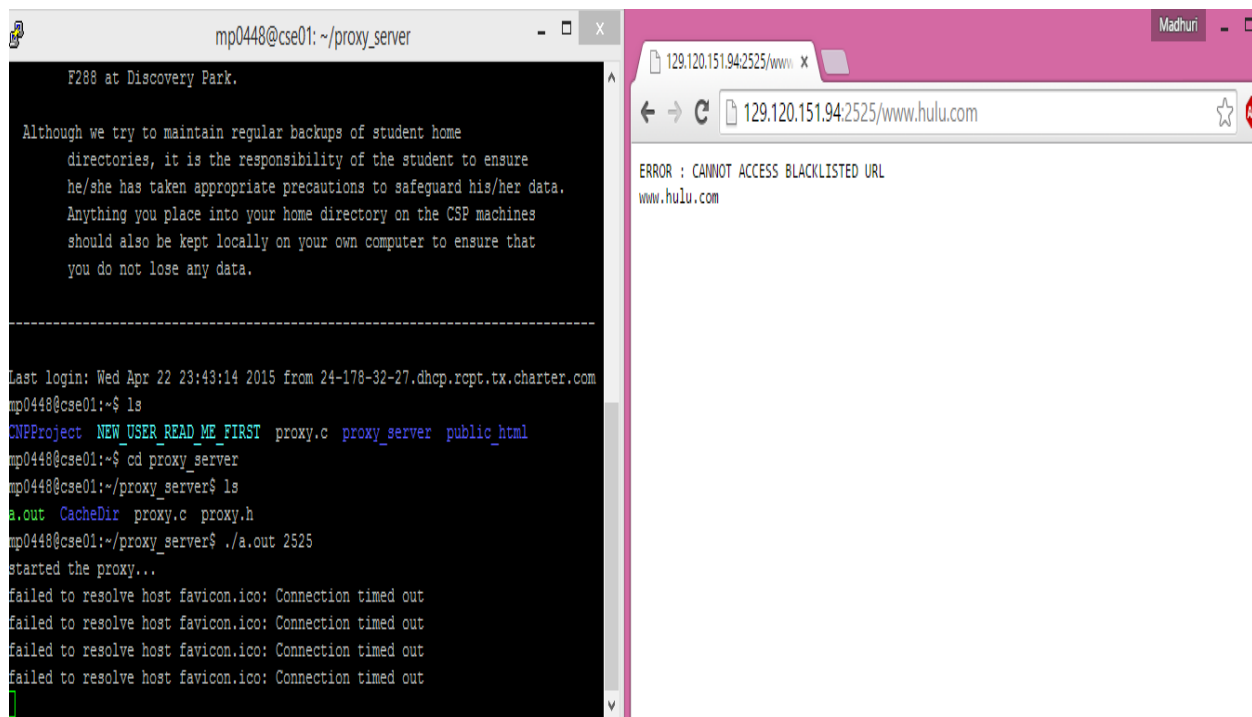 mp0448@cse01: ~/proxy_server
F288 at Discovery Park.
Although we try to maintain regular backups of student home
directories, it is the responsibility of the student to ensure
he/she has taken appropriate precautions to safeguard his/her data.
Anything you place into your home directory on the CSP machines
should also be kept locally on your own computer to ensure that
you do not lose any data.
--------------------------------------------------------------------------------
Last login: Wed Apr 22 23:43:14 2015 from 24-178-32-27.dhcp.rcpt.tx.charter.com
mp0448@cse01:~$ ls
CNPProject NEW_USER_READ_ME_FIRST proxy.c proxy_server public_html
mp0448@cse01:~$ cd proxy_server
mp0448@cse01:~/proxy_server$ ls
a.out CacheDir proxy.c proxy.h
mp0448@cse01:~/proxy_server$ ./a.out 2525
started the proxy...
failed to resolve host favicon.ico: Connection timed out
failed to resolve host favicon.ico: Connection timed out
failed to resolve host favicon.ico: Connection timed out
failed to resolve host favicon.ico: Connection timed out
Madhuri
129.120.151.94:2525/www
129.120.151.94:2525/www.hulu.com
ERROR : CANNOT ACCESS BLACKLISTED URL
www.hulu.com